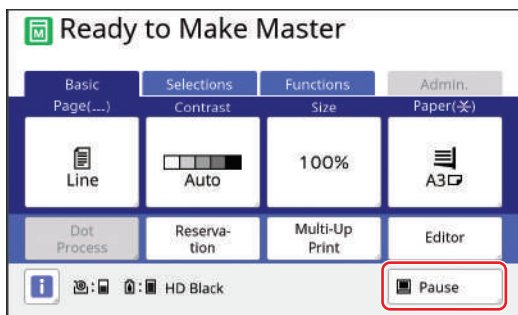 Ready to Make Master
Basic Selections Functions Admin.
Page(...) Contrast Size Paper(※)
Line Auto 100% A3
Dot Process Reserva-tion Multi-Up Print Editor
i HD Black Pause